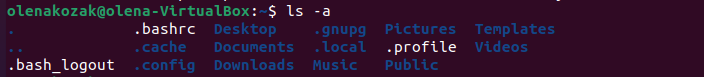 olenakozak@olena-VirtualBox:~$ ls -a
. .bashrc Desktop .gnupg Pictures Templates
.. .cache Documents .local .profile Videos
.bash_logout .config Downloads Music Public